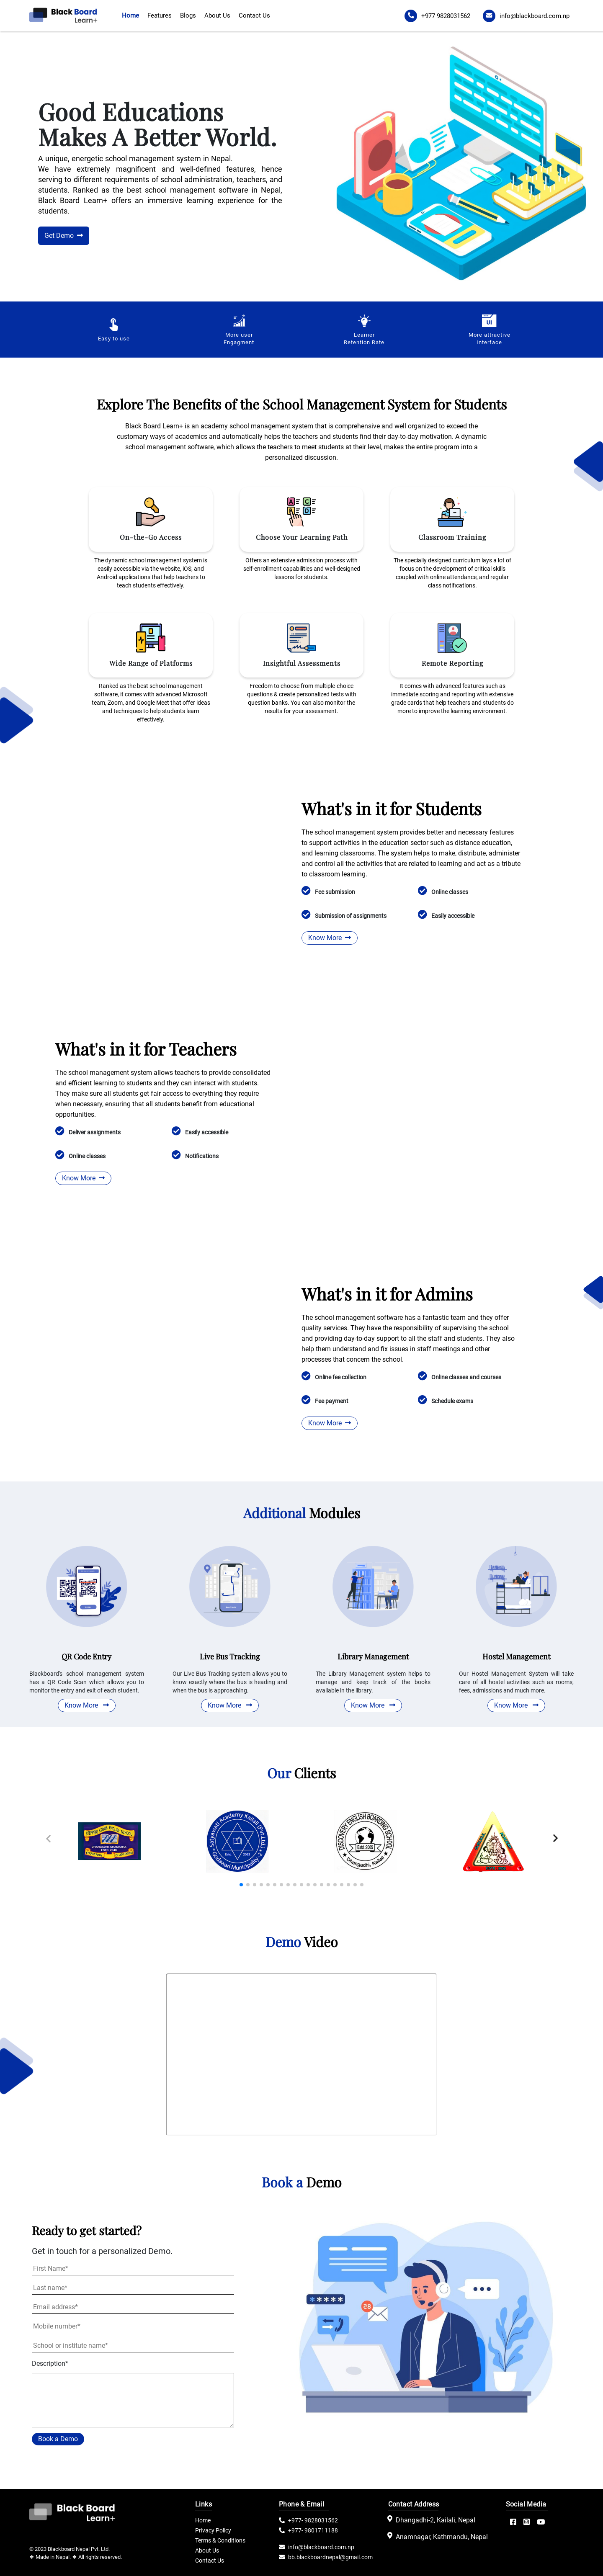 Black Board
Learn+
Home
Features
Blogs
About Us
Contact Us
+977 9828031562
info@blackboard.com.np
Good Educations
Makes A Better World.
A unique, energetic school management system in Nepal.
We have extremely magnificent and well-defined features, hence
serving different requirements of school administration, teachers, and
students. Ranked as the best school management software in Nepal,
Black Board Learn+ offers an immersive learning experience for the
students.
Get Demo
Easy to use
More user
Engagment
Learner
Retention Rate
UI
More attractive
Interface
Explore The Benefits of the School Management System for Students
Black Board Learn+ is an academy school management system that is comprehensive and well organized to exceed the
customary ways of academics and automatically helps the teachers and students find their day-to-day motivation. A dynamic
school management software, which allows the teachers to meet students at their level, makes the entire program into a
personalized discussion.
On-the-Go Access
The dynamic school management system is
easily accessible via the website, iOS, and
Android applications that help teachers to
teach students effectively.
Choose Your Learning Path
Offers an extensive admission process with
self-enrollment capabilities and well-designed
lessons for students.
Classroom Training
The specially designed curriculum lays a lot of
focus on the development of critical skills
coupled with online attendance, and regular
class notifications.
Wide Range of Platforms
Ranked as the best school management
software, it comes with advanced Microsoft
team, Zoom, and Google Meet that offer ideas
and techniques to help students learn
effectively.
Insightful Assessments
Freedom to choose from multiple-choice
questions & create personalized tests with
question banks. You can also monitor the
results for your assessment.
Remote Reporting
It comes with advanced features such as
immediate scoring and reporting with extensive
grade cards that help teachers and students do
more to improve the learning environment.
What's in it for Students
The school management system provides better and necessary features
to support activities in the education sector such as distance education,
and learning classrooms. The system helps to make, distribute, administer
and control all the activities that are related to learning and act as a tribute
to classroom learning.
Fee submission
Online classes
Submission of assignments
Easily accessible
Know More
What's in it for Teachers
The school management system allows teachers to provide consolidated
and efficient learning to students and they can interact with students.
They make sure all students get fair access to everything they require
when necessary, ensuring that all students benefit from educational
opportunities.
Deliver assignments
Easily accessible
Online classes
Notifications
Know More
What's in it for Admins
The school management software has a fantastic team and they offer
quality services. They have the responsibility of supervising the school
and providing day-to-day support to all the staff and students. They also
help them understand and fix issues in staff meetings and other
processes that concern the school.
Online fee collection
Online classes and courses
Fee payment
Schedule exams
Know More
Additional Modules
QR Code Entry
Blackboard's school management system
has a QR Code Scan which allows you to
monitor the entry and exit of each student.
Know More
Live Bus Tracking
Our Live Bus Tracking system allows you to
know exactly where the bus is heading and
when the bus is approaching.
Know More
Library Management
The Library Management system helps to
manage and keep track of the books
available in the library.
Know More
Hostel Management
Our Hostel Management System will take
care of all hostel activities such as rooms,
fees, admissions and much more.
Know More
Our Clients
Demo Video
Book a Demo
Ready to get started?
Get in touch for a personalized Demo.
First Name*
Last name*
Email address*
Mobile number*
School or institute name*
Description*
Book a Demo
Black Board
Learn+
© 2023 Blackboard Nepal Pvt. Ltd.
❖ Made in Nepal. ❖ All rights reserved.
Links
Home
Privacy Policy
Terms & Conditions
About Us
Contact Us
Phone & Email
+977- 9828031562
+977- 9801711188
info@blackboard.com.np
bb.blackboardnepal@gmail.com
Contact Address
Dhangadhi-2, Kailali, Nepal
Anamnagar, Kathmandu, Nepal
Social Media